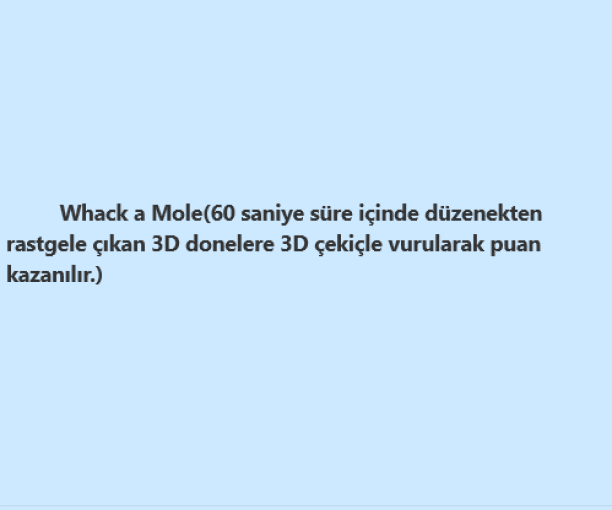 Whack a Mole(60 saniye süre içinde düzenekten
rastgele çıkan 3D donelere 3D çekiçle vurularak puan
kazanılır.)